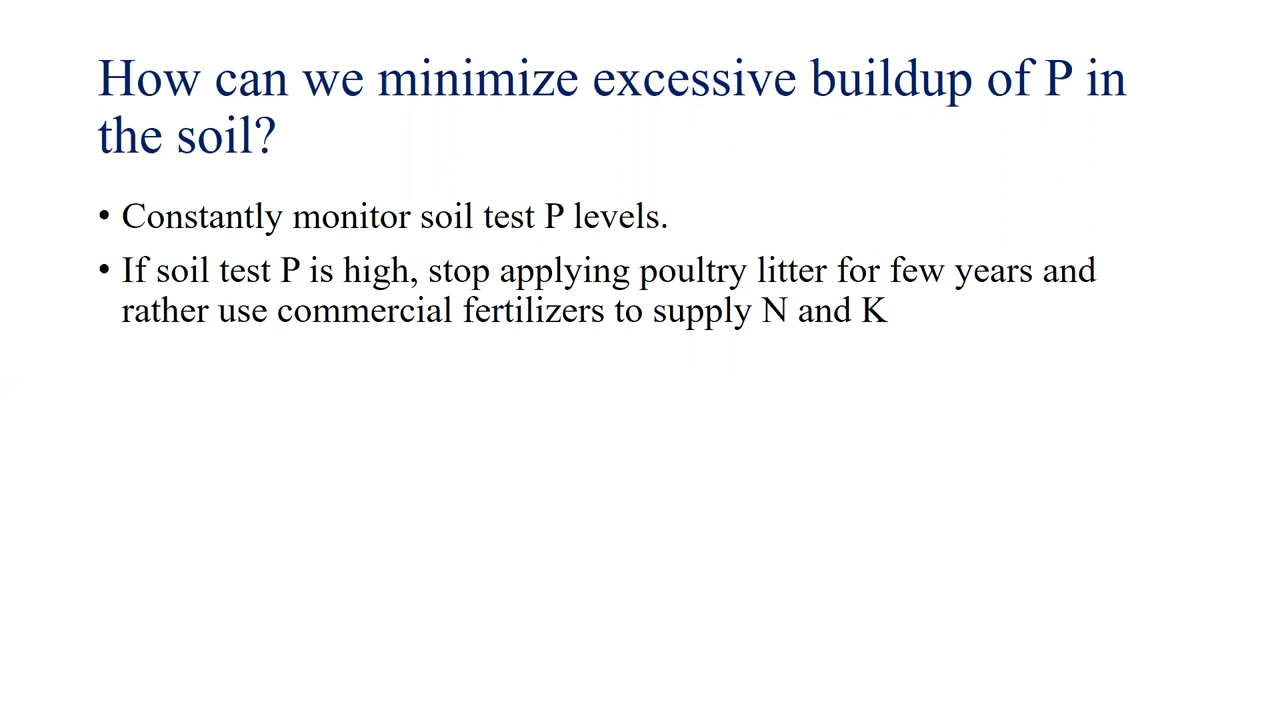 How can we minimize excessive buildup of P in
the soil?
• Constantly monitor soil test P levels.
• If soil test P is high, stop applying poultry litter for few years and
rather use commercial fertilizers to supply N and K